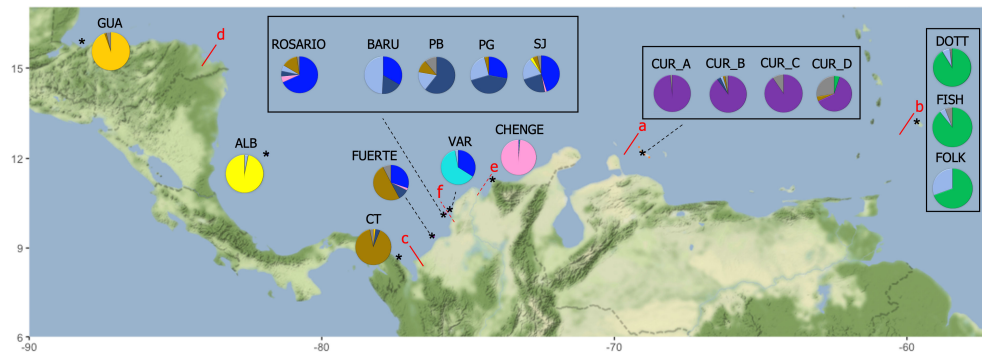 GUA
d
ROSARIO BARU PB PG SJ
CUR_A CUR_B CUR_C CUR_D
DOTT
15
FISH
b
a
ALB
VAR CHENGE
FUERTE
e
12
FOLK
f
CT
c
9
6
-90 -80 -70 -60